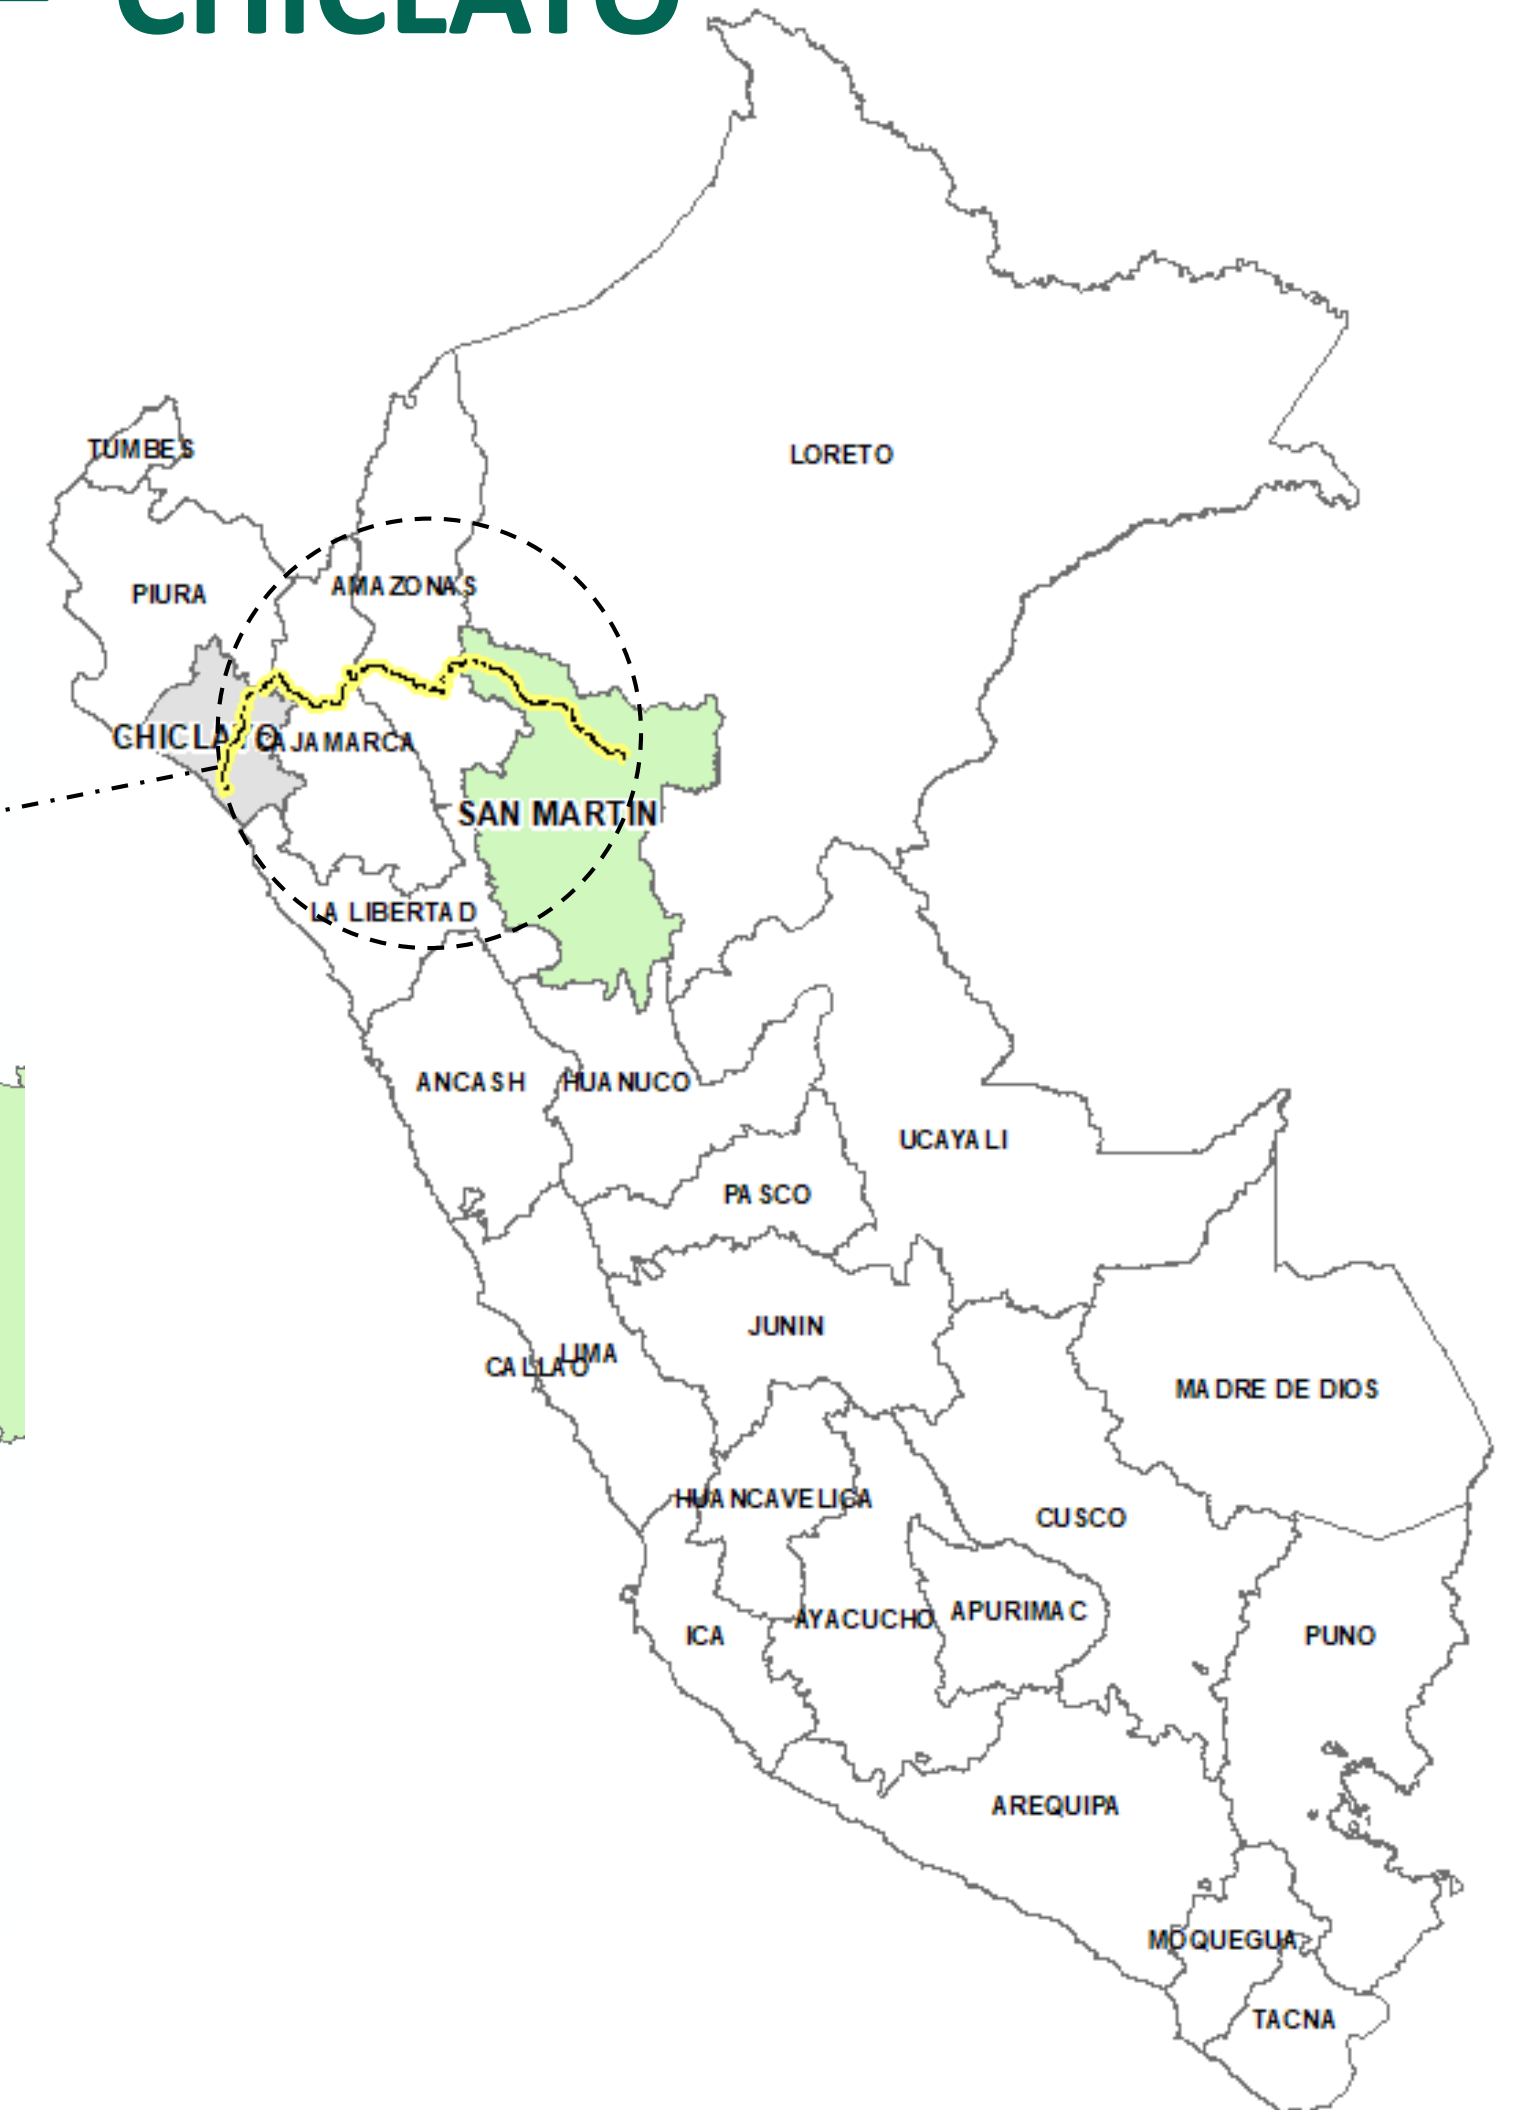 – CHICLAYO
TUMBES
LORETO
PIURA
AMAZONAS
CHICLAYO
CAJAMARCA
SAN MARTIN
LA LIBERTAD
ANCASH
HUANUCO
UCAYALI
PASCO
JUNIN
LIMA
CALLAO
MADRE DE DIOS
HUANCAVELICA
CUSCO
AYACUCHO
APURIMAC
ICA
PUNO
AREQUIPA
MOQUEGUA
TACNA